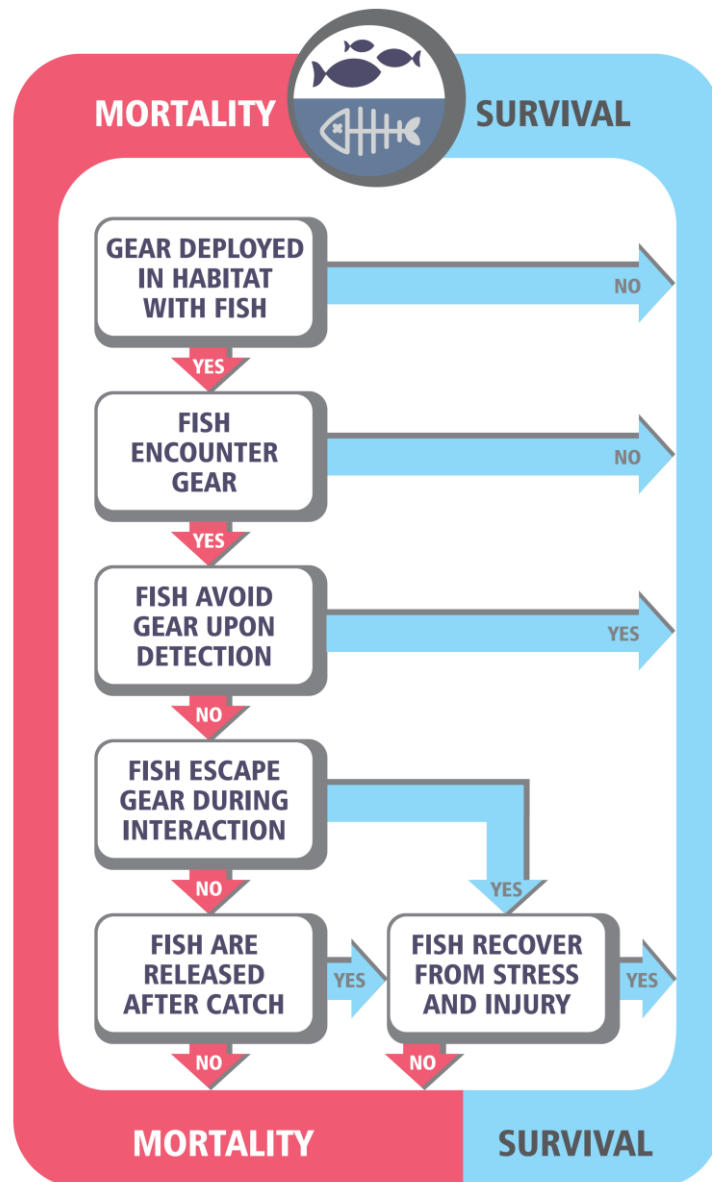 MORTALITY
SURVIVAL
GEAR DEPLOYED
IN HABITAT
WITH FISH
NO
YES
FISH
ENCOUNTER
GEAR
NO
YES
FISH AVOID
GEAR UPON
DETECTION
YES
NO
FISH ESCAPE
GEAR DURING
INTERACTION
YES
NO
FISH ARE
RELEASED
AFTER CATCH
YES
FISH RECOVER
FROM STRESS
AND INJURY
YES
NO
NO
MORTALITY
SURVIVAL